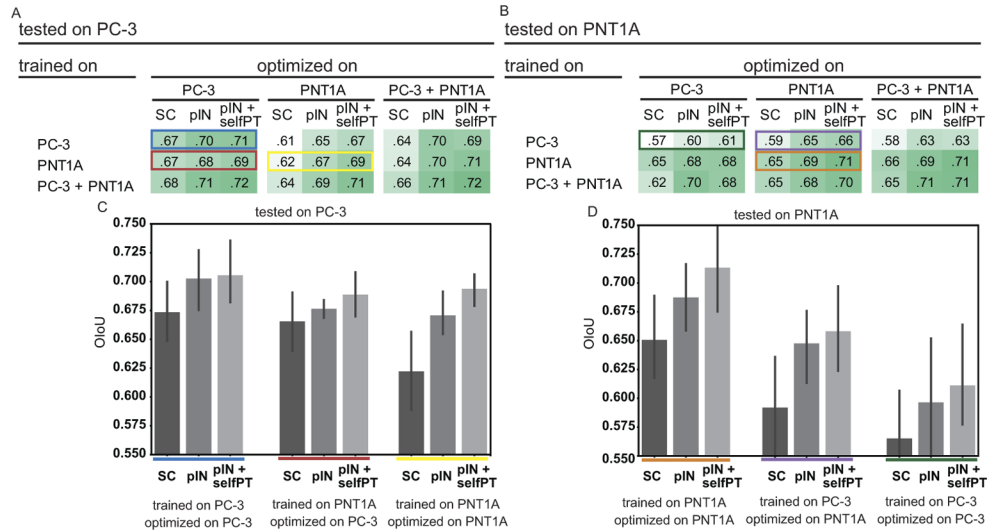 A
tested on PC-3
trained on optimized on
PC-3 PNT1A PC-3 + PNT1A
SC pIN pIN + selfPT SC pIN pIN + selfPT SC pIN pIN + selfPT
PC-3 .67 .70 .71 .61 .65 .67 .64 .70 .69
PNT1A .67 .68 .69 .62 .67 .69 .64 .70 .71
PC-3 + PNT1A .68 .71 .72 .64 .69 .71 .66 .71 .72
B
tested on PNT1A
trained on optimized on
PC-3 PNT1A PC-3 + PNT1A
SC pIN pIN + selfPT SC pIN pIN + selfPT SC pIN pIN + selfPT
PC-3 .57 .60 .61 .59 .65 .66 .58 .63 .63
PNT1A .65 .68 .68 .65 .69 .71 .66 .69 .71
PC-3 + PNT1A .62 .70 .68 .65 .68 .70 .65 .71 .71
C
tested on PC-3
OIoU
0.750
0.725
0.700
0.675
0.650
0.625
0.600
0.575
0.550
SC pIN pIN + selfPT SC pIN pIN + selfPT SC pIN pIN + selfPT
trained on PC-3 trained on PNT1A trained on PNT1A
optimized on PC-3 optimized on PC-3 optimized on PNT1A
D
tested on PNT1A
OIoU
0.750
0.725
0.700
0.675
0.650
0.625
0.600
0.575
0.550
SC pIN pIN + selfPT SC pIN pIN + selfPT SC pIN pIN + selfPT
trained on PNT1A trained on PC-3 trained on PC-3
optimized on PNT1A optimized on PNT1A optimized on PC-3